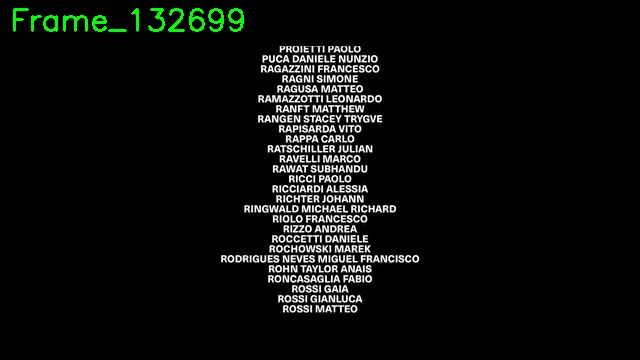 Frame_132699
PROIETTI PAOLO
PUCA DANIELE NUNZIO
RAGAZZINI FRANCESCO
RAGNI SIMONE
RAGUSA MATTEO
RAMAZZOTTI LEONARDO
RANFT MATTHEW
RANGEN STACEY TRYGVE
RAPISARDA VITO
RAPPA CARLO
RATSCHILLER JULIAN
RAVELLI MARCO
RAWAT SUBHANDU
RICCI PAOLO
RICCIARDI ALESSIA
RICHTER JOHANN
RINGWALD MICHAEL RICHARD
RIOLO FRANCESCO
RIZZO ANDREA
ROCCETTI DANIELE
ROCHOWSKI MAREK
RODRIGUES NEVES MIGUEL FRANCISCO
ROHN TAYLOR ANAIS
RONCASAGLIA FABIO
ROSSI GAIA
ROSSI GIANLUCA
ROSSI MATTEO